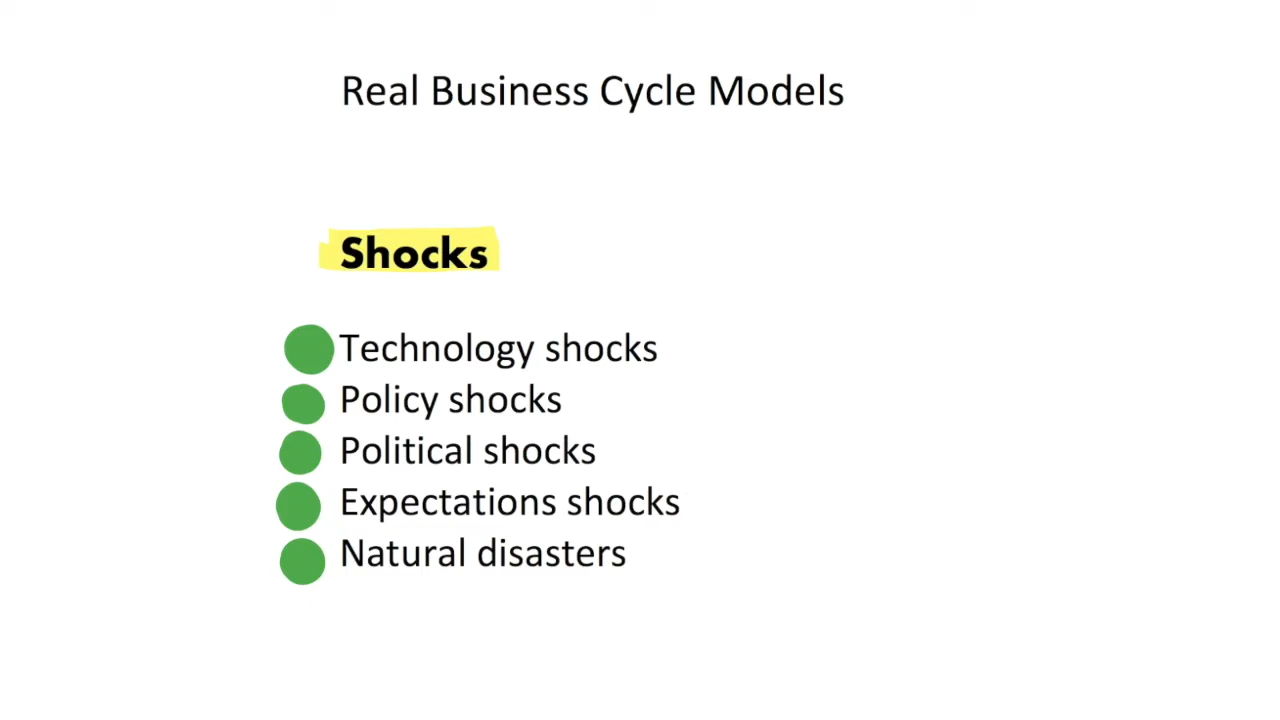 Real Business Cycle Models
Shocks
Technology shocks
Policy shocks
Political shocks
Expectations shocks
Natural disasters